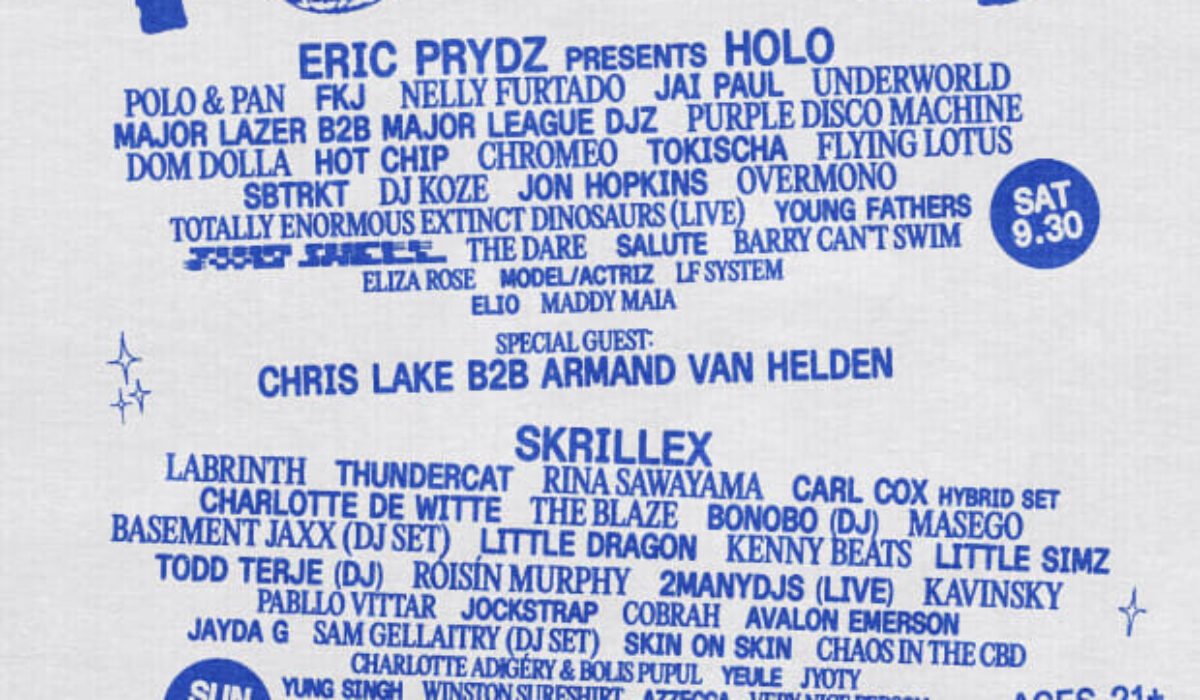 ERIC PRYDZ PRESENTS HOLO
POLO & PAN FKJ NELLY FURTADO JAI PAUL UNDERWORLD
MAJOR LAZER B2B MAJOR LEAGUE DJZ PURPLE DISCO MACHINE
DOM DOLLA HOT CHIP CHROMEO TOKISCHA FLYING LOTUS
SBTRKT DJ KOZE JON HOPKINS OVERMONO
TOTALLY ENORMOUS EXTINCT DINOSAURS (LIVE) YOUNG FATHERS
THE DARE SALUTE BARRY CAN'T SWIM
ELIZA ROSE MODEL/ACTRIZ LF SYSTEM
ELIO MADDY MAIA
SAT
9.30
SPECIAL GUEST:
CHRIS LAKE B2B ARMAND VAN HELDEN
SKRILLEX
LABRINTH THUNDERCAT RINA SAWAYAMA CARL COX HYBRID SET
CHARLOTTE DE WITTE THE BLAZE BONOBO (DJ) MASEGO
BASEMENT JAXX (DJ SET) LITTLE DRAGON KENNY BEATS LITTLE SIMZ
TODD TERJE (DJ) RÓISÍN MURPHY 2MANYDJS (LIVE) KAVINSKY
PABLLO VITTAR JOCKSTRAP COBRAH AVALON EMERSON
JAYDA G SAM GELLAITRY (DJ SET) SKIN ON SKIN CHAOS IN THE CBD
CHARLOTTE ADIGÉRY & BOLIS PUPUL YEULE JYOTY
SUN
YUNG SINGH WINSTON SURFSHIRT AZZECCA VERY NICE PERSON
AGES 21+